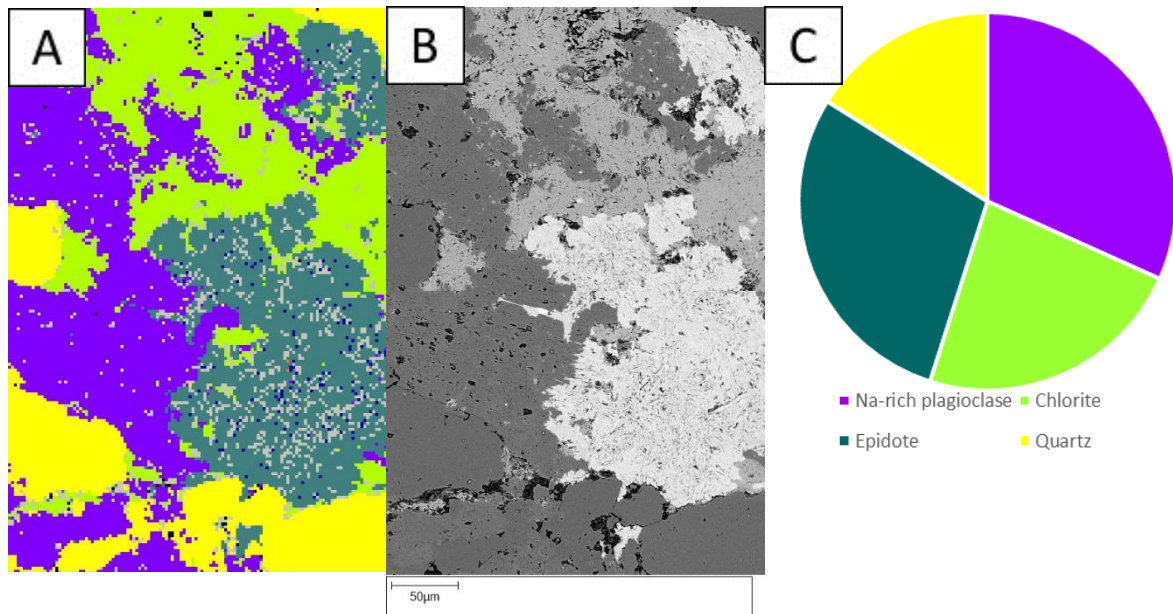 A
B
C
Na-rich plagioclase
Chlorite
Epidote
Quartz
50µm